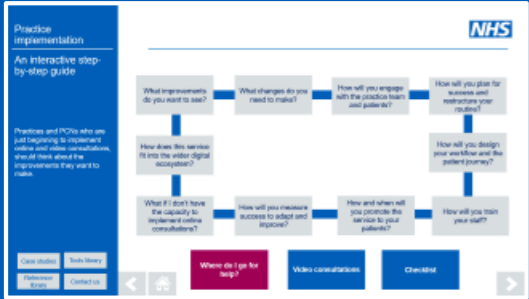 Practice
implementation
An interactive step-
by-step guide
Practices and PCNs who are
just beginning to implement
online and video consultations,
should think about the
improvements they want to
make.
Case studies
Tools library
Reference
library
Contact us
NHS
What improvements
do you want to see?
What changes do you
need to make?
How will you engage
with the practice team
and patients?
How will you plan for
success and
restructure your
routine?
How does this service
fit into the wider digital
ecosystem?
How will you design
your workflow and the
patient journey?
What if I don't have
the capacity to
implement online
consultations?
How will you measure
success to adapt and
improve?
How and when will
you promote the
service to your
patients?
How will you train
your staff?
Where do I go for
help?
Video consultations
Checklist